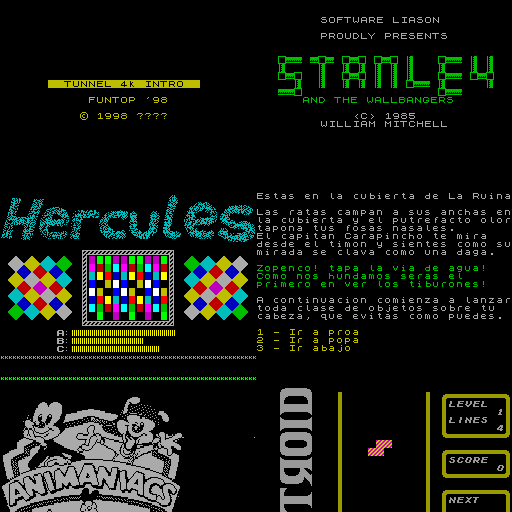 TUNNEL 4K INTRO
FUNTOP '98
© 1998 ????
SOFTWARE LIASON
PROUDLY PRESENTS
STANLEY
AND THE WALLBANGERS
(C) 1985
WILLIAM MITCHELL
Hercules
A:
B:
C:
Estas en la cubierta de La Ruina
Las ratas campan a sus anchas en
la cubierta y el putrefacto olor
tapona tus fosas nasales.
El capitan Carapincho te mira
desde el timon y sientes como su
mirada se clava como una daga.
Zopenco! tapa la via de agua!
Como nos hundamos seras el
primero en ver los tiburones!
A continuacion comienza a lanzar
toda clase de objetos sobre tu
cabeza, que evitas como puedes.
1 - Ir a proa
2 - Ir a popa
3 - Ir abajo
ANIMANIACS
TЯOID
LEVEL
1
LINES
4
SCORE
0
NEXT